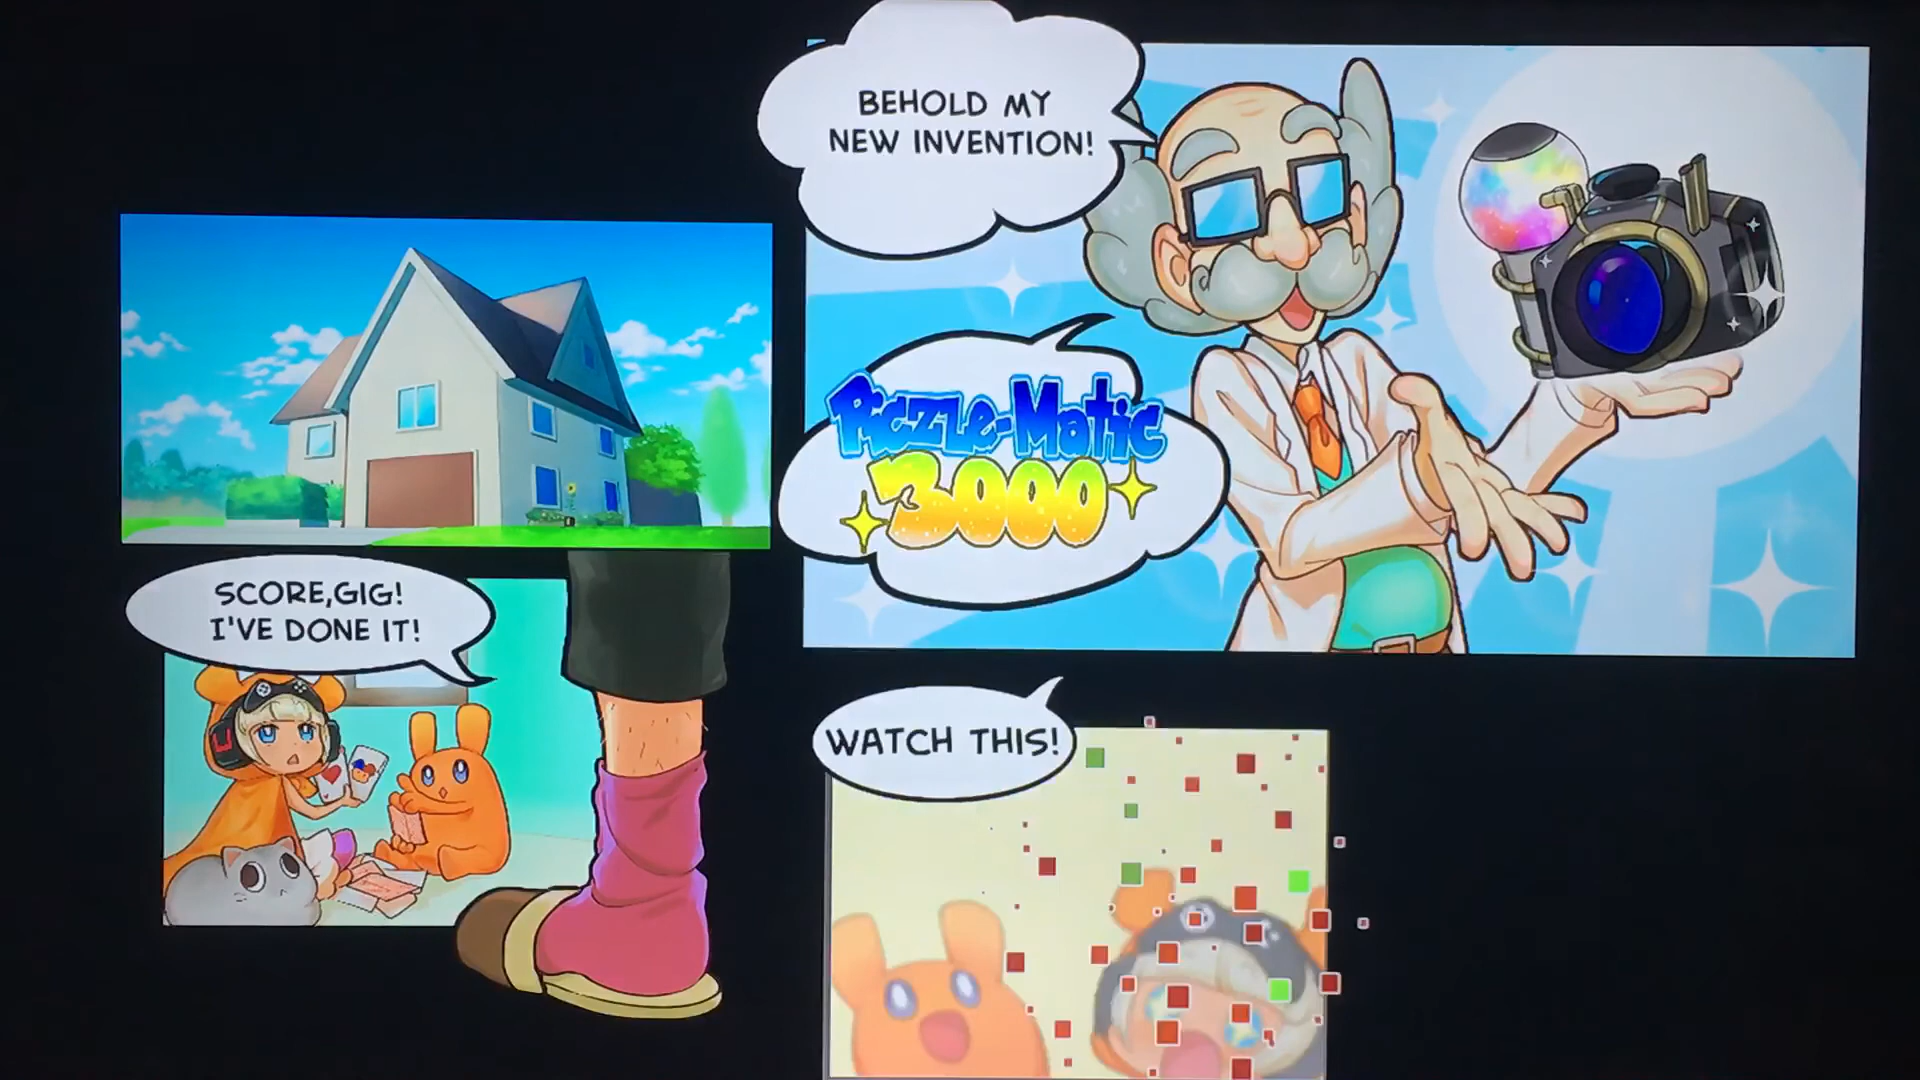 SCORE,GIG!
I'VE DONE IT!
BEHOLD MY
NEW INVENTION!
Piczle-Matic
3000
WATCH THIS!